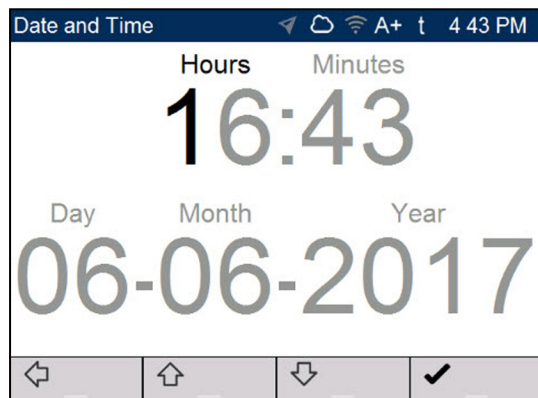 Date and Time A+ t 4 43 PM
Hours Minutes
16:43
Day Month Year
06-06-2017